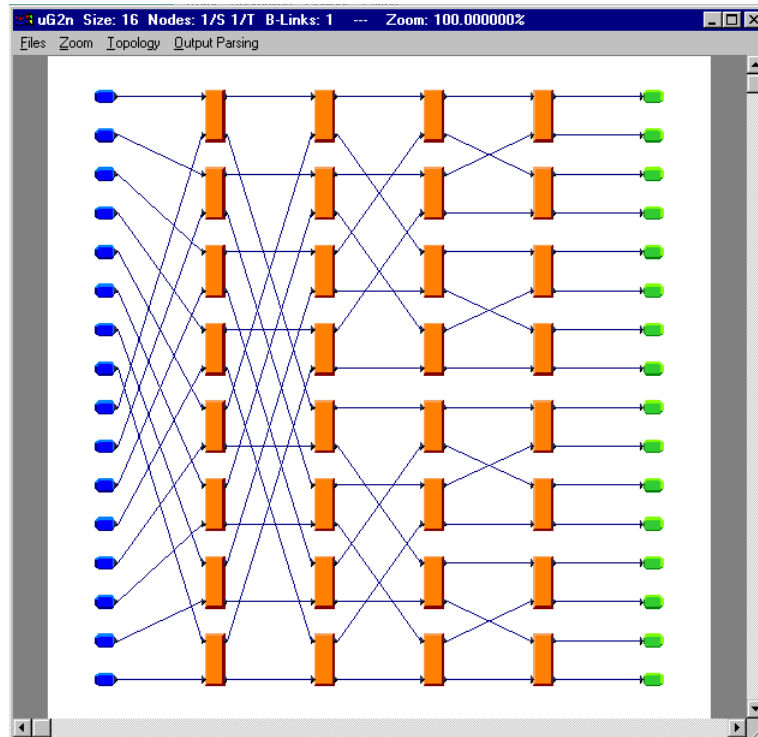 uG2n Size: 16 Nodes: 1/S 1/T B-Links: 1 --- Zoom: 100.000000%
Files Zoom Topology Output Parsing